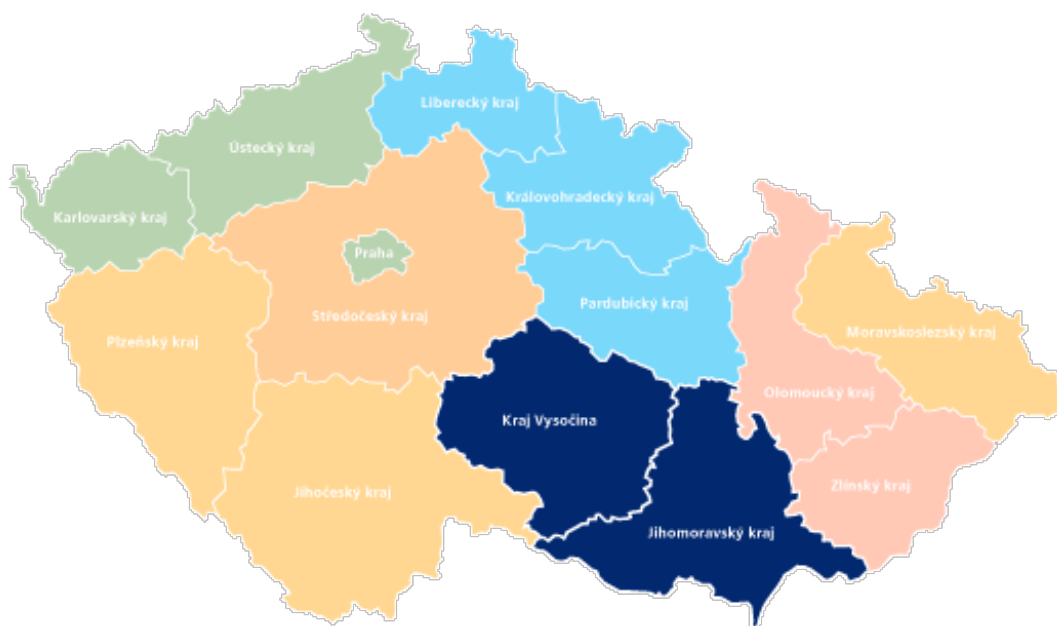 Liberecký kraj
Ústecký kraj
Královohradecký kraj
Karlovarský kraj
Praha
Pardubický kraj
Středočeský kraj
Moravskoslezský kraj
Plzeňský kraj
Olomoucký kraj
Kraj Vysočina
Zlínský kraj
Jihočeský kraj
Jihomoravský kraj